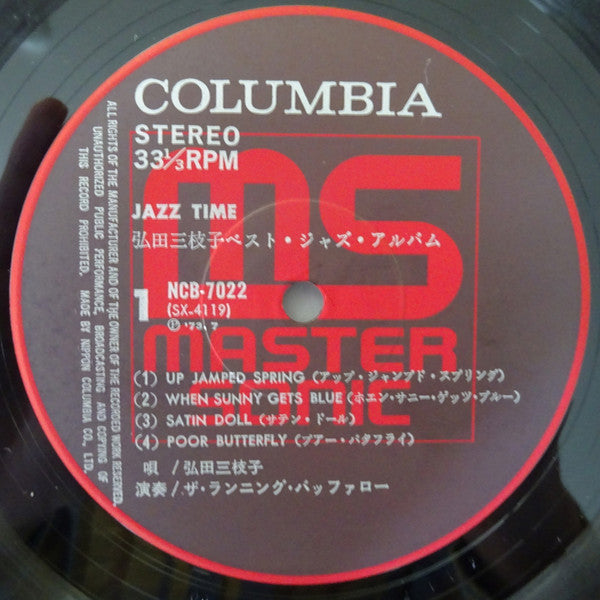 COLUMBIA
STEREO
33⅓RPM
MS
MASTER
SONIC
JAZZ TIME
弘田三枝子ベスト・ジャズ・アルバム
1
NCB-7022
(SX-4119)
Ⓟ'73.7
(1) UP JAMPED SPRING (アップ・ジャンプド・スプリング)
(2) WHEN SUNNY GETS BLUE (ホエン・サニー・ゲッツ・ブルー)
(3) SATIN DOLL (サテン・ドール)
(4) POOR BUTTERFLY (プアー・バタフライ)
唄/弘田三枝子
演奏/ザ・ランニング・バッファロー
ALL RIGHTS OF THE MANUFACTURER AND OF THE OWNER OF THE RECORDED WORK RESERVED.
UNAUTHORIZED PUBLIC PERFORMANCE, BROADCASTING AND COPYING OF
THIS RECORD PROHIBITED. MADE BY NIPPON COLUMBIA CO., LTD.